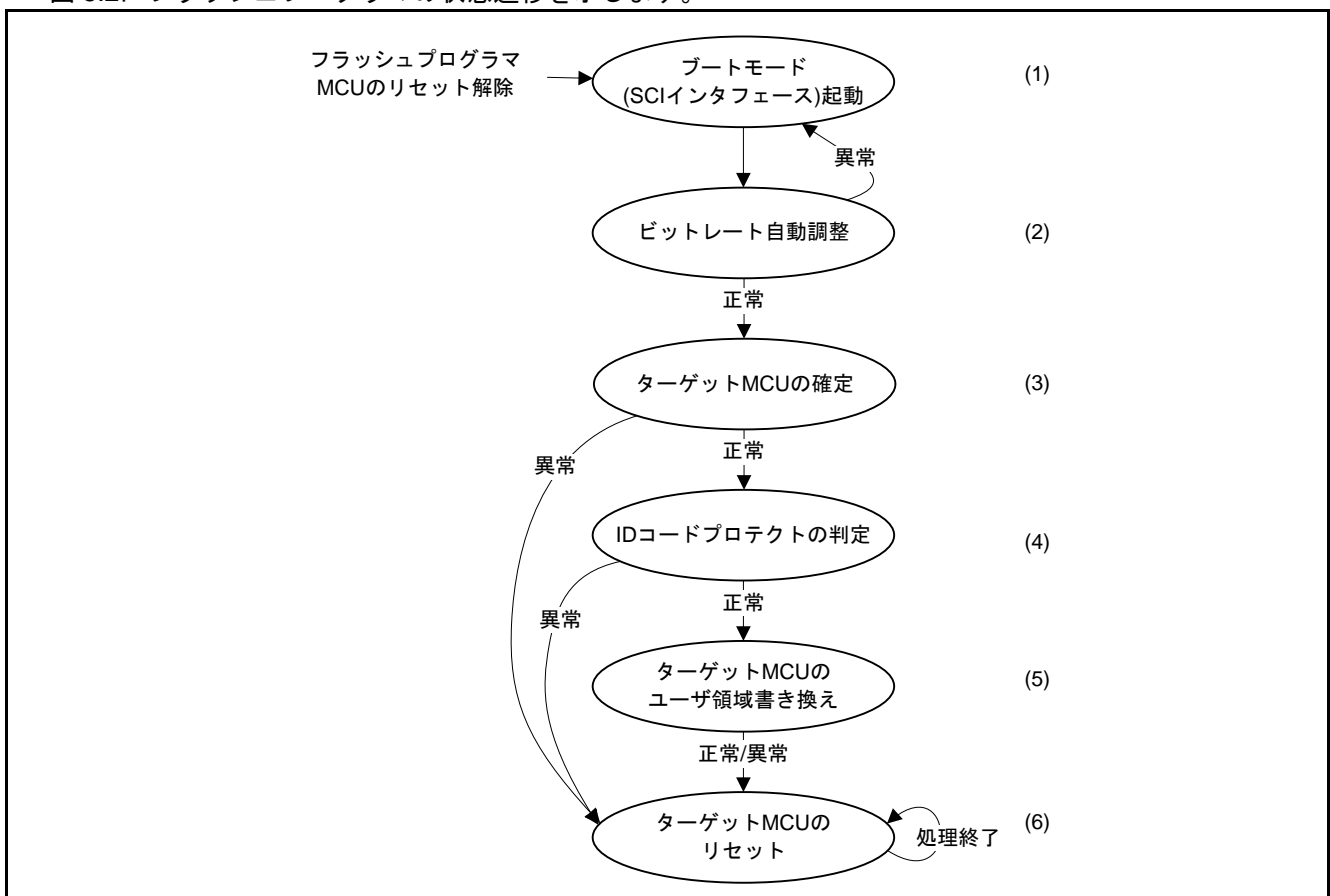 フラッシュプログラマ
MCUのリセット解除
ブートモード
(SCIインタフェース)起動
(1)
異常
ビットレート自動調整
(2)
正常
ターゲットMCUの確定
(3)
正常
異常
IDコードプロテクトの判定
(4)
正常
異常
ターゲットMCUの
ユーザ領域書き換え
(5)
正常/異常
ターゲットMCUの
リセット
(6)
処理終了